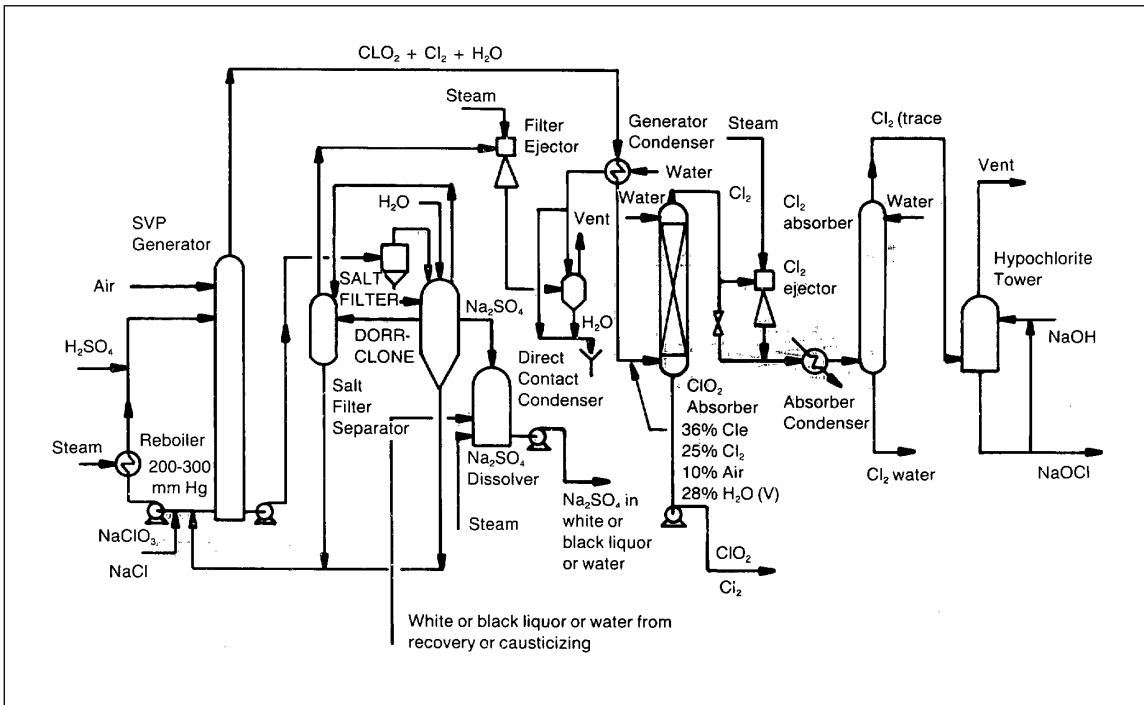 CLO₂ + Cl₂ + H₂O
Steam
Filter
Ejector
Generator
Condenser
Steam
Cl₂ (trace
Vent
Water
Water
Cl₂
H₂O
Vent
Cl₂
absorber
Water
SVP
Generator
Air
SALT
FILTER
Na₂SO₄
Cl₂
ejector
Hypochlorite
Tower
H₂SO₄
DORR-
CLONE
H₂O
NaOH
Direct
Contact
Condenser
Salt
Filter
Separator
ClO₂
Absorber
36% Cle
25% Cl₂
10% Air
28% H₂O (V)
Absorber
Condenser
Steam
Reboiler
200-300
mm Hg
Na₂SO₄
Dissolver
Cl₂ water
NaOCl
Steam
Na₂SO₄ in
white or
black liquor
or water
NaClO₃
NaCl
ClO₂
Ci₂
White or black liquor or water from
recovery or causticizing